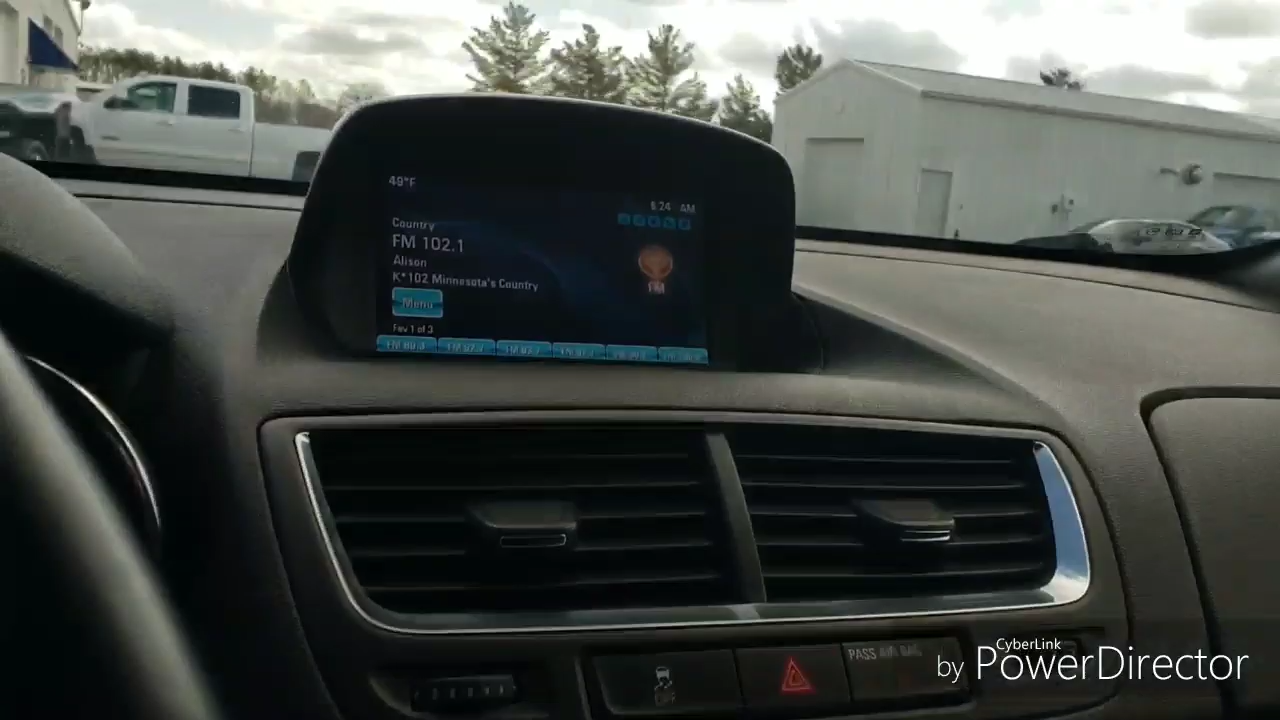 49°F
8:24 AM
Country
FM 102.1
Alison
K*102 Minnesota's Country
FM
Menu
Fav 1 of 3
PASS AIR BAG
CyberLink
by PowerDirector